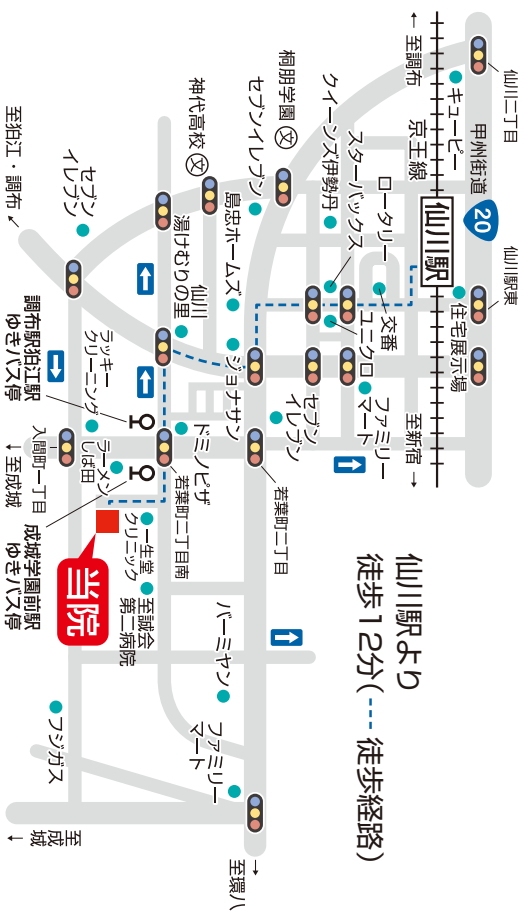 仙川駅より
徒歩12分( 徒歩経路)
仙川二丁目
←至調布
京王線
キューピー
甲州街道
20
仙川駅
仙川駅東
住宅展示場
至新宿→
桐朋学園
文
セブンイレブン
クイーンズ伊勢丹
スターバックス
ロータリー
交番
ユニクロ
ファミリー
マート
セブン
イレブン
神代高校
文
島忠ホームズ
ジョナサン
若葉町二丁目
至狛江・調布
セブン
イレブン
仙川
湯けむりの里
ドミノピザ
若葉町二丁目南
調布駅狛江駅
ゆきバス停
ラッキー
クリーニング
ラーメン
しば田
入間町一丁目
→至成城
成城学園前駅
ゆきバス停
当院
一生堂
クリニック
至誠会
第二病院
バーミヤン
ファミリー
マート
フジガス
至成城→
至環八